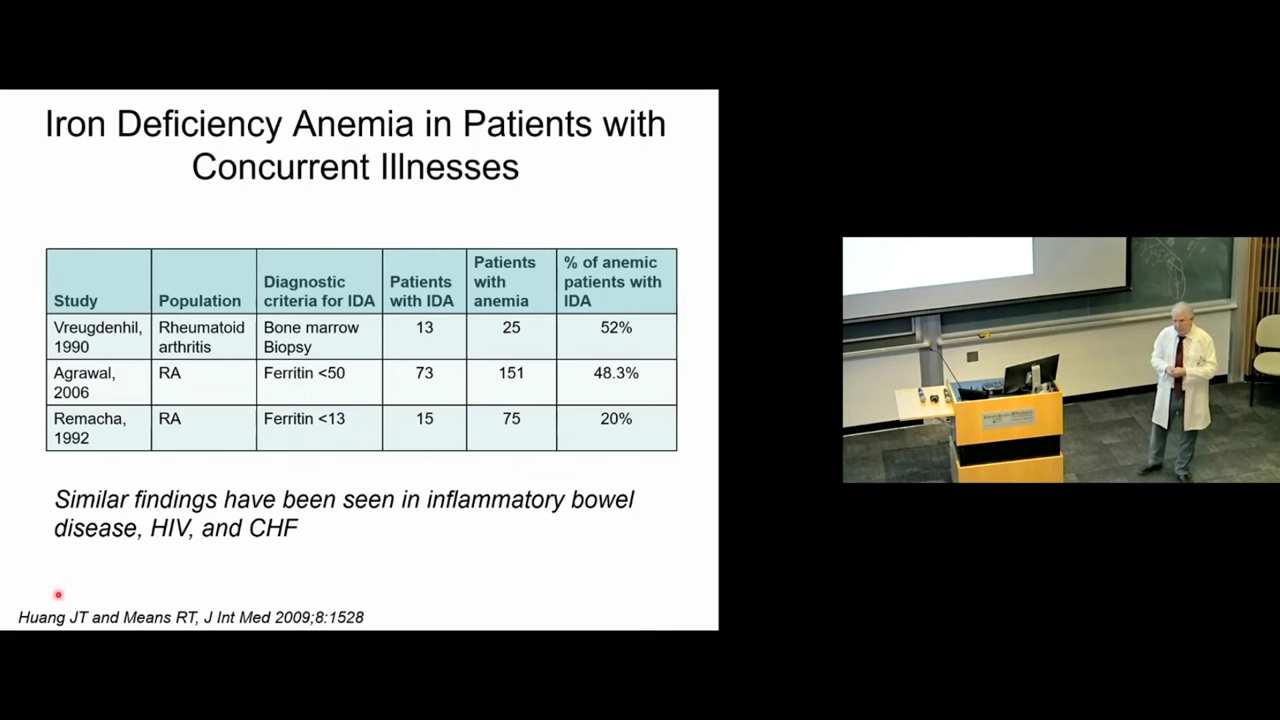 Iron Deficiency Anemia in Patients with
Concurrent Illnesses
Study
Population
Diagnostic
criteria for IDA
Patients
with IDA
Patients
with
anemia
% of anemic
patients with
IDA
Vreugdenhil,
1990
Rheumatoid
arthritis
Bone marrow
Biopsy
13
25
52%
Agrawal,
2006
RA
Ferritin <50
73
151
48.3%
Remacha,
1992
RA
Ferritin <13
15
75
20%
Similar findings have been seen in inflammatory bowel
disease, HIV, and CHF
Huang JT and Means RT, J Int Med 2009;8:1528